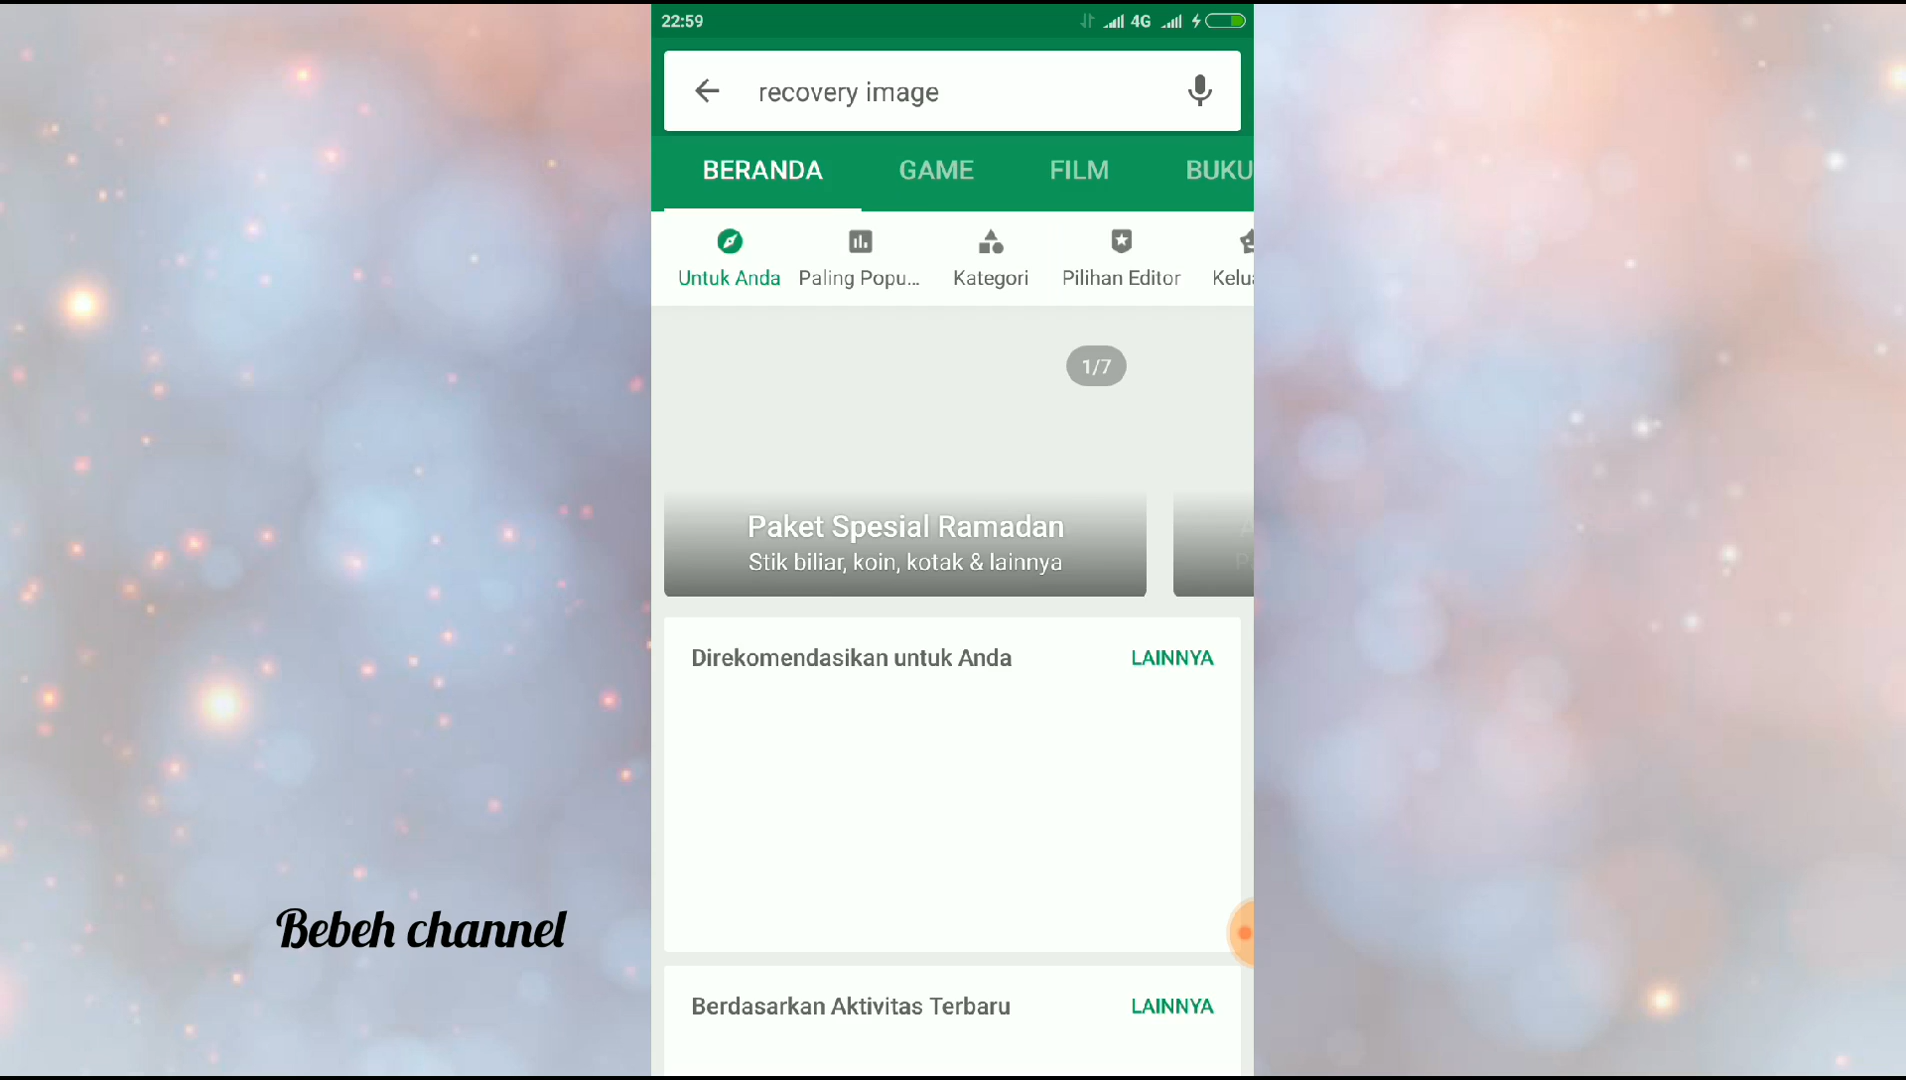 22:59
4G
recovery image
BERANDA GAME FILM BUKU
Untuk Anda Paling Popu... Kategori Pilihan Editor Kelua
1/7
Paket Spesial Ramadan
Stik biliar, koin, kotak & lainnya
Direkomendasikan untuk Anda LAINNYA
Bebeh channel
Berdasarkan Aktivitas Terbaru LAINNYA